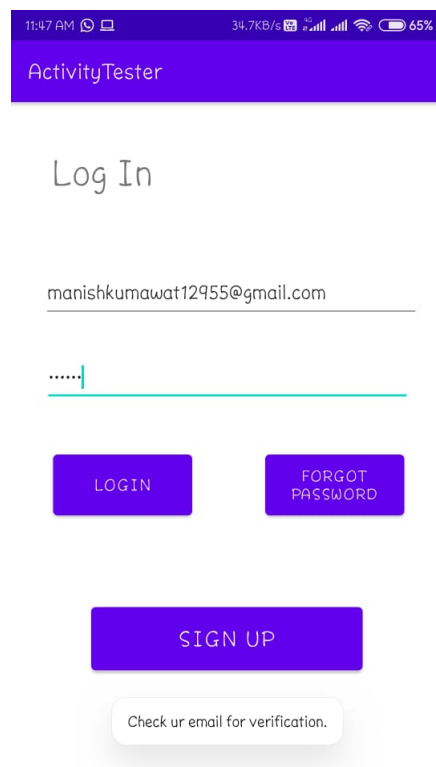 11:47 AM 34.7KB/s 4G 65%
ActivityTester
Log In
manishkumawat12955@gmail.com
••••••
LOGIN
FORGOT
PASSWORD
SIGN UP
Check ur email for verification.